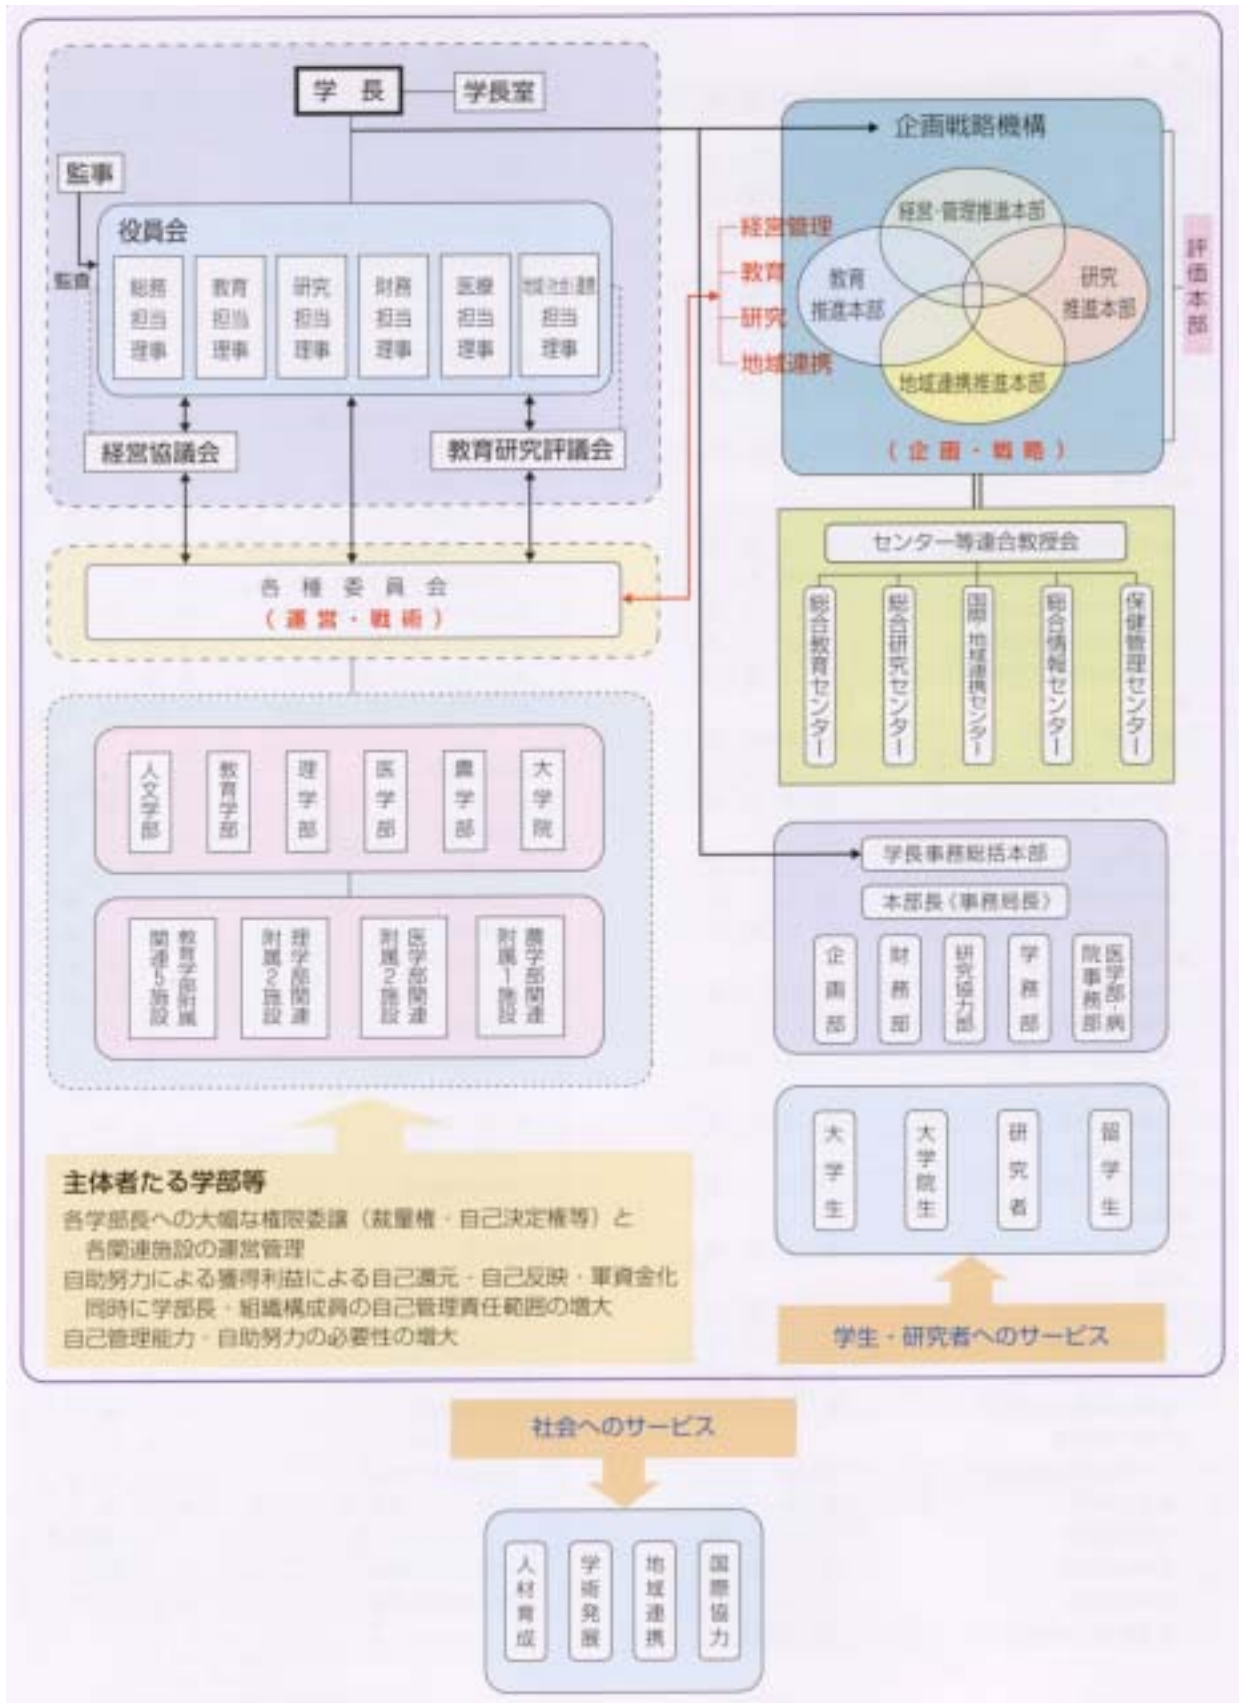 学長
学長室
監事
監査
役員会
総務担当理事
教育担当理事
研究担当理事
財務担当理事
医療担当理事
地域・社会連携担当理事
経営協議会
教育研究評議会
各種委員会
(運営・戦術)
企画戦略機構
経営・管理推進本部
教育推進本部
研究推進本部
地域連携推進本部
(企画・戦略)
評価本部
経営管理
教育
研究
地域連携
センター等連合教授会
総合教育センター
総合研究センター
国際・地域連携センター
総合情報センター
保健管理センター
人文学部
教育学部
理学部
医学部
農学部
大学院
教育学部附属
関連5施設
理学部関連
附属2施設
医学部関連
附属2施設
農学部関連
附属1施設
学長事務総括本部
本部長《事務局長》
企画部
財務部
研究協力部
学務部
医学部・病
院事務部
大学生
大学院生
研究者
留学生
学生・研究者へのサービス
主体者たる学部等
各学部長への大幅な権限委譲(裁量権・自己決定権等)と
各関連施設の運営管理
自助努力による獲得利益による自己還元・自己反映・軍資金化
同時に学部長・組織構成員の自己管理責任範囲の増大
自己管理能力・自助努力の必要性の増大
社会へのサービス
人材育成
学術発展
地域連携
国際協力